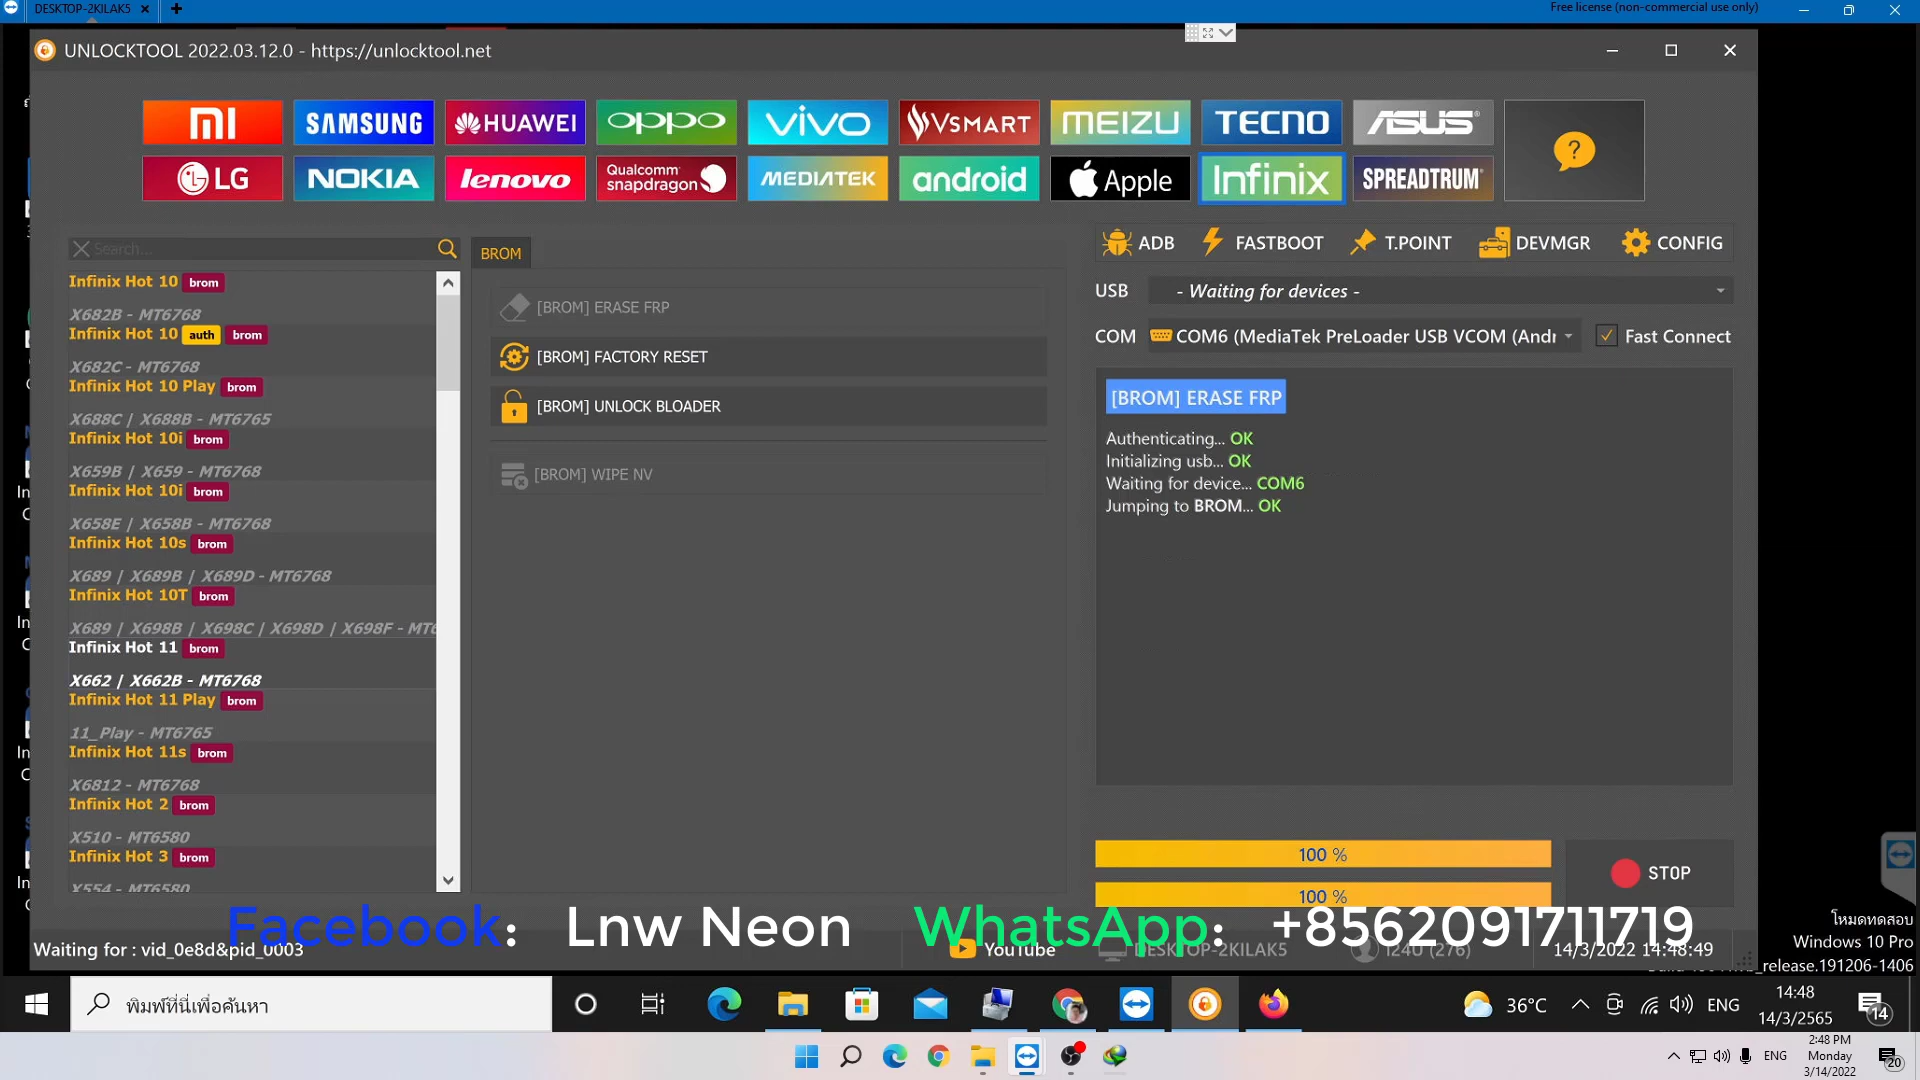 DESKTOP-2KILAK5
Free license (non-commercial use only)
UNLOCKTOOL 2022.03.12.0 - https://unlocktool.net
mi SAMSUNG HUAWEI oppo vivo VSMART MEIZU TECNO ASUS
LG NOKIA lenovo Qualcomm snapdragon MEDIATEK android Apple Infinix SPREADTRUM
?
Search...
BROM
ADB FASTBOOT T.POINT DEVMGR CONFIG
Infinix Hot 10 brom
X682B - MT6768
Infinix Hot 10 auth brom
X682C - MT6768
Infinix Hot 10 Play brom
X688C | X688B - MT6765
Infinix Hot 10i brom
X659B | X659 - MT6768
Infinix Hot 10i brom
X658E | X658B - MT6768
Infinix Hot 10s brom
X689 | X689B | X689D - MT6768
Infinix Hot 10T brom
X689 | X698B | X698C | X698D | X698F - MT6
Infinix Hot 11 brom
X662 | X662B - MT6768
Infinix Hot 11 Play brom
11_Play - MT6765
Infinix Hot 11s brom
X6812 - MT6768
Infinix Hot 2 brom
X510 - MT6580
Infinix Hot 3 brom
X554 - MT6580
[BROM] ERASE FRP
[BROM] FACTORY RESET
[BROM] UNLOCK BLOADER
[BROM] WIPE NV
USB - Waiting for devices -
COM COM6 (MediaTek PreLoader USB VCOM (Andr Fast Connect
[BROM] ERASE FRP
Authenticating... OK
Initializing usb... OK
Waiting for device... COM6
Jumping to BROM... OK
100 %
100 %
STOP
Facebook: Lnw Neon WhatsApp: +8562091711719
Waiting for : vid_0e8d&pid_0003
YouTube
DESKTOP-2KILAK5
14/3/2022 14:48:49
โหมดทดสอบ
Windows 10 Pro
_release.191206-1406
พิมพ์ที่นี่เพื่อค้นหา
36°C
ENG
14:48
14/3/2565
14
ENG
2:48 PM
Monday
3/14/2022
20